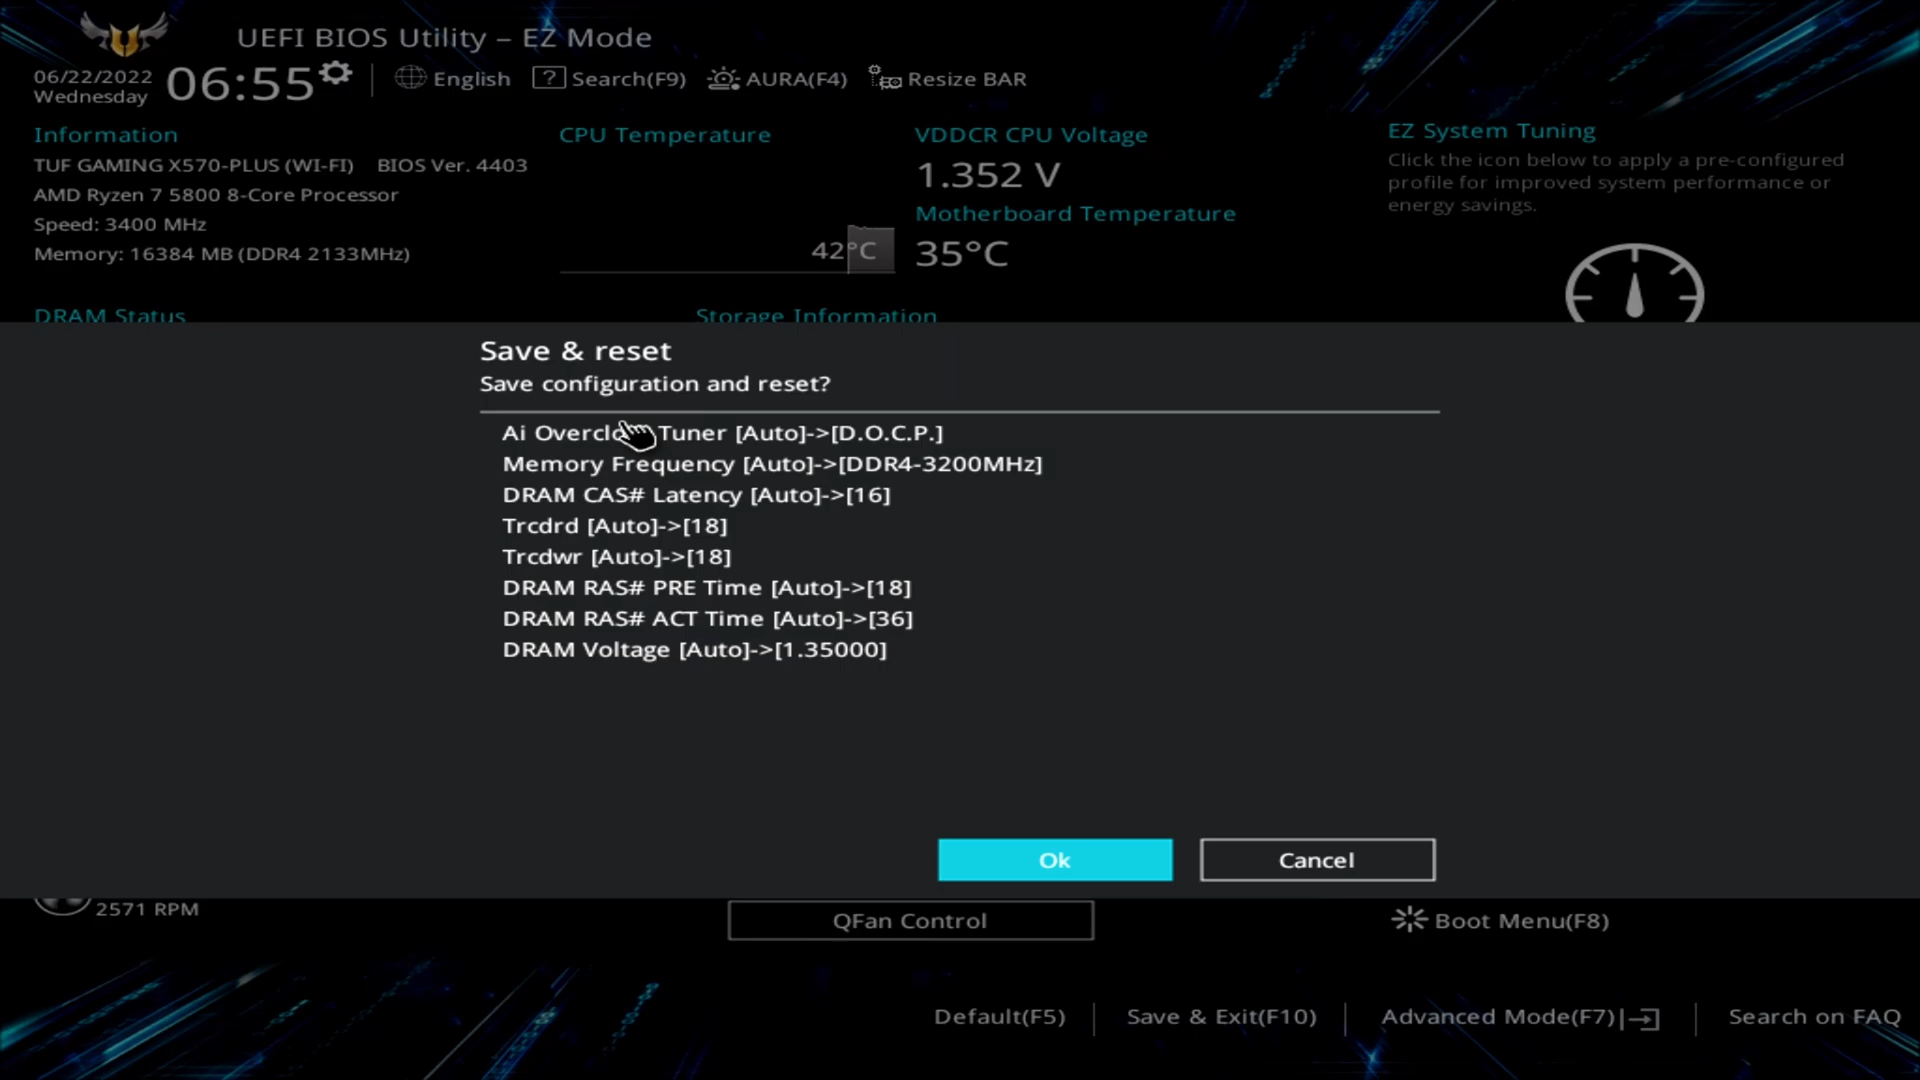 UEFI BIOS Utility – EZ Mode
06/22/2022
Wednesday
06:55
English
? Search(F9)
AURA(F4)
Resize BAR
Information
TUF GAMING X570-PLUS (WI-FI) BIOS Ver. 4403
AMD Ryzen 7 5800 8-Core Processor
Speed: 3400 MHz
Memory: 16384 MB (DDR4 2133MHz)
CPU Temperature
42°C
VDDCR CPU Voltage
1.352 V
Motherboard Temperature
35°C
EZ System Tuning
Click the icon below to apply a pre-configured
profile for improved system performance or
energy savings.
DRAM Status
Storage Information
Save & reset
Save configuration and reset?
Ai Tuner [Auto]->[D.O.C.P.]
Memory Frequency [Auto]->[DDR4-3200MHz]
DRAM CAS# Latency [Auto]->[16]
Trcdrd [Auto]->[18]
Trcdwr [Auto]->[18]
DRAM RAS# PRE Time [Auto]->[18]
DRAM RAS# ACT Time [Auto]->[36]
DRAM Voltage [Auto]->[1.35000]
Ok
Cancel
2571 RPM
QFan Control
Boot Menu(F8)
Default(F5)
Save & Exit(F10)
Advanced Mode(F7)
Search on FAQ